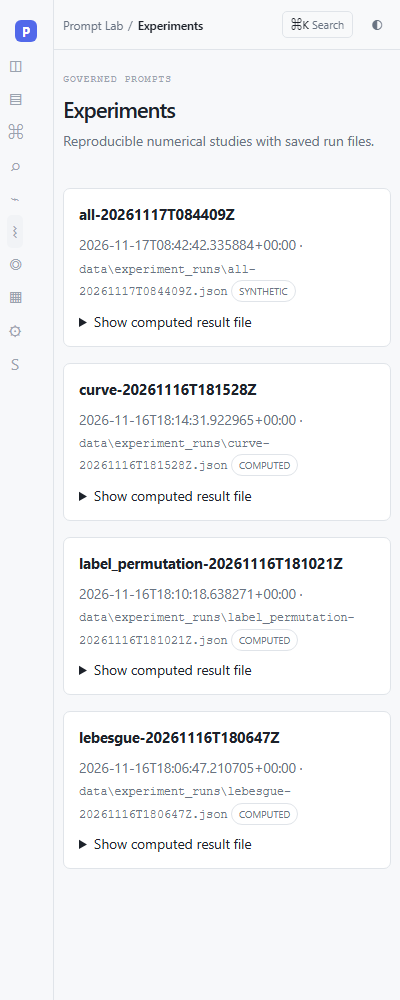 p
Prompt Lab / Experiments
⌘K Search
GOVERNED PROMPTS
Experiments
Reproducible numerical studies with saved run files.
all-20261117T084409Z
2026-11-17T08:42:42.335884+00:00 ·
data\experiment_runs\all-
20261117T084409Z.json SYNTHETIC
▶ Show computed result file
curve-20261116T181528Z
2026-11-16T18:14:31.922965+00:00 ·
data\experiment_runs\curve-
20261116T181528Z.json COMPUTED
▶ Show computed result file
label_permutation-20261116T181021Z
2026-11-16T18:10:18.638271+00:00 ·
data\experiment_runs\label_permutation-
20261116T181021Z.json COMPUTED
▶ Show computed result file
lebesgue-20261116T180647Z
2026-11-16T18:06:47.210705+00:00 ·
data\experiment_runs\lebesgue-
20261116T180647Z.json COMPUTED
▶ Show computed result file
S